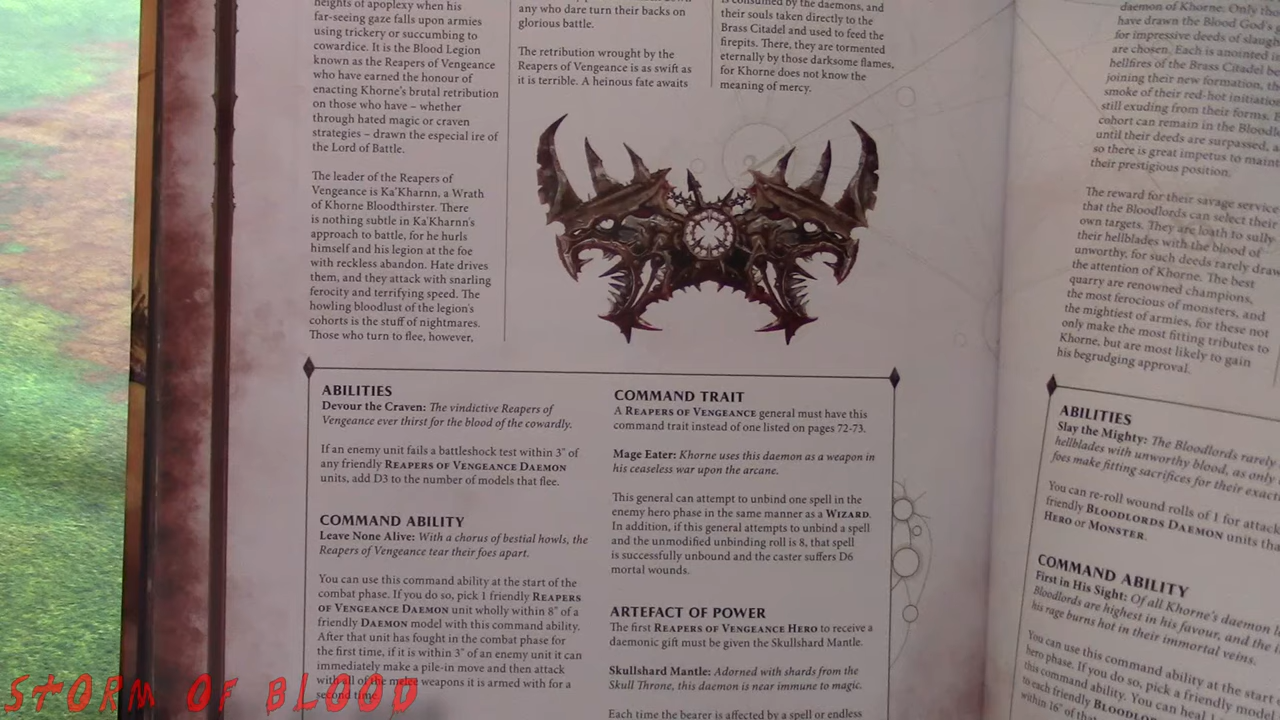 heights of apoplexy when his
far-seeing gaze falls upon armies
using trickery or succumbing to
cowardice. It is the Blood Legion
known as the Reapers of Vengeance
who have earned the honour of
enacting Khorne's brutal retribution
on those who have – whether
through hated magic or craven
strategies – drawn the especial ire of
the Lord of Battle.
The leader of the Reapers of
Vengeance is Ka'Kharnn, a Wrath
of Khorne Bloodthirster. There
is nothing subtle in Ka'Kharnn's
approach to battle, for he hurls
himself and his legion at the foe
with reckless abandon. Hate drives
them, and they attack with snarling
ferocity and terrifying speed. The
howling bloodlust of the legion's
cohorts is the stuff of nightmares.
Those who turn to flee, however,
any who dare turn their backs on
glorious battle.
The retribution wrought by the
Reapers of Vengeance is as swift as
it is terrible. A heinous fate awaits
is consumed by the daemons, and
their souls taken directly to the
Brass Citadel and used to feed the
firepits. There, they are tormented
eternally by those darksome flames,
for Khorne does not know the
meaning of mercy.
ABILITIES
Devour the Craven: The vindictive Reapers of
Vengeance ever thirst for the blood of the cowardly.
If an enemy unit fails a battleshock test within 3" of
any friendly REAPERS OF VENGEANCE DAEMON
units, add D3 to the number of models that flee.
COMMAND ABILITY
Leave None Alive: With a chorus of bestial howls, the
Reapers of Vengeance tear their foes apart.
You can use this command ability at the start of the
combat phase. If you do so, pick 1 friendly REAPERS
OF VENGEANCE DAEMON unit wholly within 8" of a
friendly DAEMON model with this command ability.
After that unit has fought in the combat phase for
the first time, if it is within 3" of an enemy unit it can
immediately make a pile-in move and then attack
with all of the melee weapons it is armed with for a
second time.
COMMAND TRAIT
A REAPERS OF VENGEANCE general must have this
command trait instead of one listed on pages 72-73.
Mage Eater: Khorne uses this daemon as a weapon in
his ceaseless war upon the arcane.
This general can attempt to unbind one spell in the
enemy hero phase in the same manner as a WIZARD.
In addition, if this general attempts to unbind a spell
and the unmodified unbinding roll is 8, that spell
is successfully unbound and the caster suffers D6
mortal wounds.
ARTEFACT OF POWER
The first REAPERS OF VENGEANCE HERO to receive a
daemonic gift must be given the Skullshard Mantle.
Skullshard Mantle: Adorned with shards from the
Skull Throne, this daemon is near immune to magic.
Each time the bearer is affected by a spell or endless
daemon of Khorne. Only
have drawn the Blood God's
for impressive deeds of
are chosen. Each is anointed
hellfires of the Brass Citadel
joining their new formation,
smoke of their red-hot
still exuding from their forms.
cohort can remain in the
until their deeds are surpassed,
so there is great impetus to
their prestigious position.
The reward for their savage service
that the Bloodlords can select their
own targets. They are loath to sully
their hellblades with the blood of
unworthy, for such deeds rarely
the attention of Khorne. The best
quarry are renowned champions,
the most ferocious of monsters, and
the mightiest of armies, for these not
only make the most fitting tributes to
Khorne, but are most likely to gain
his begrudging approval.
ABILITIES
Slay the Mighty: The Bloodlords rarely
hellblades with unworthy blood, as only
foes make fitting sacrifices for their
You can re-roll wound rolls of 1 for
friendly BLOODLORDS DAEMON units
HERO or MONSTER.
COMMAND ABILITY
First in His Sight: Of all Khorne's daemon
Bloodlords are highest in his favour, and the
his rage burns hot in their immortal veins.
You can use this command ability at the start
hero phase. If you do so, pick a friendly
this command ability. You can heal
to each friendly
within 16" of
STORM OF BLOOD